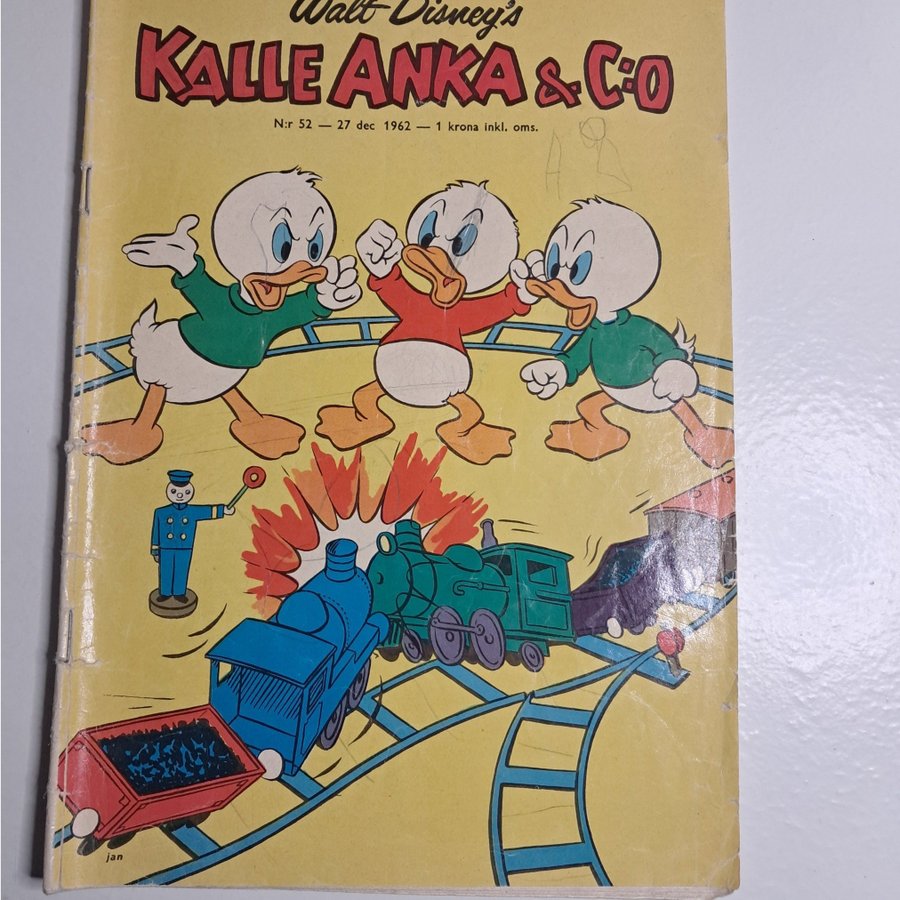 Walt Disney's
KALLE ANKA & C:O
N:r 52 — 27 dec 1962 — 1 krona inkl. oms.
jan